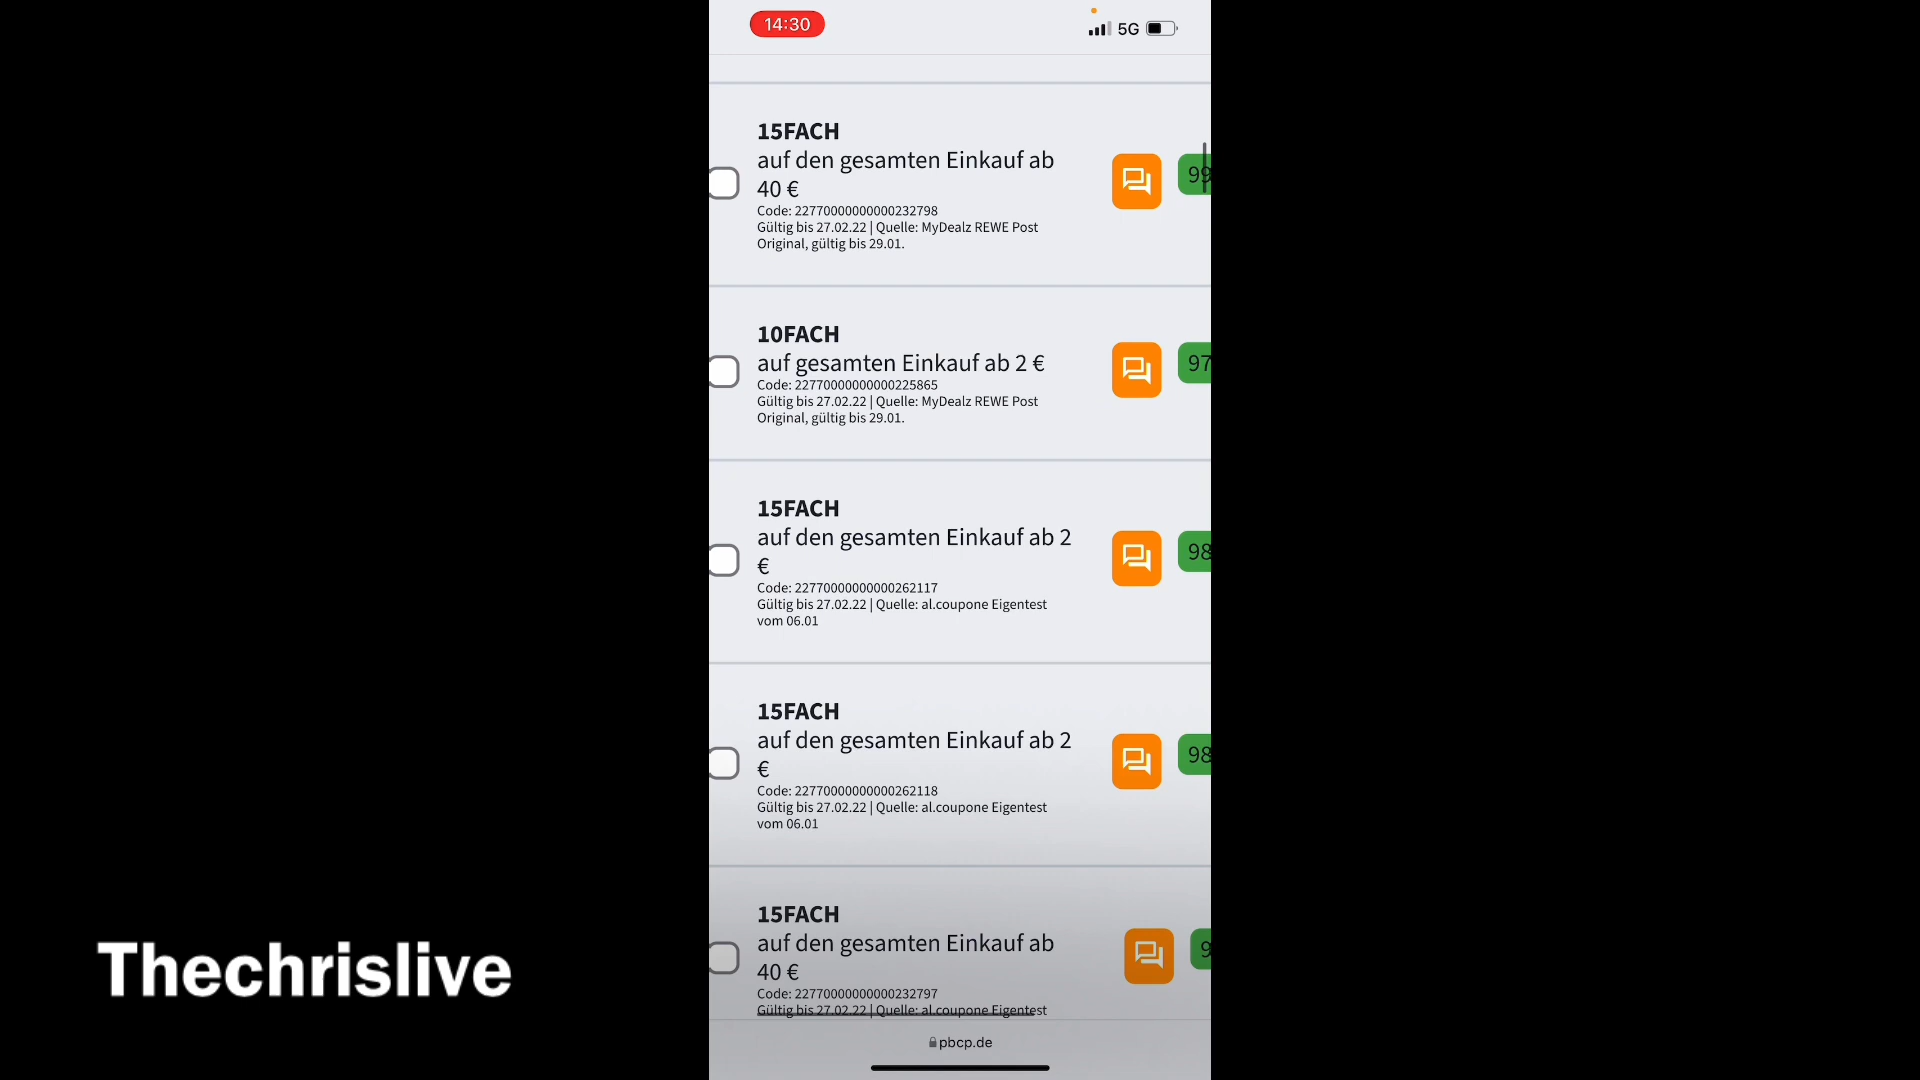 14:30
5G
15FACH
auf den gesamten Einkauf ab
40 €
Code: 22770000000000232798
Gültig bis 27.02.22 | Quelle: MyDealz REWE Post
Original, gültig bis 29.01.
99
10FACH
auf gesamten Einkauf ab 2 €
Code: 22770000000000225865
Gültig bis 27.02.22 | Quelle: MyDealz REWE Post
Original, gültig bis 29.01.
97
15FACH
auf den gesamten Einkauf ab 2
€
Code: 22770000000000262117
Gültig bis 27.02.22 | Quelle: al.coupone Eigentest
vom 06.01
98
15FACH
auf den gesamten Einkauf ab 2
€
Code: 22770000000000262118
Gültig bis 27.02.22 | Quelle: al.coupone Eigentest
vom 06.01
98
15FACH
auf den gesamten Einkauf ab
40 €
Code: 22770000000000232797
Gültig bis 27.02.22 | Quelle: al.coupone Eigentest
9
pbcp.de
Thechrislive